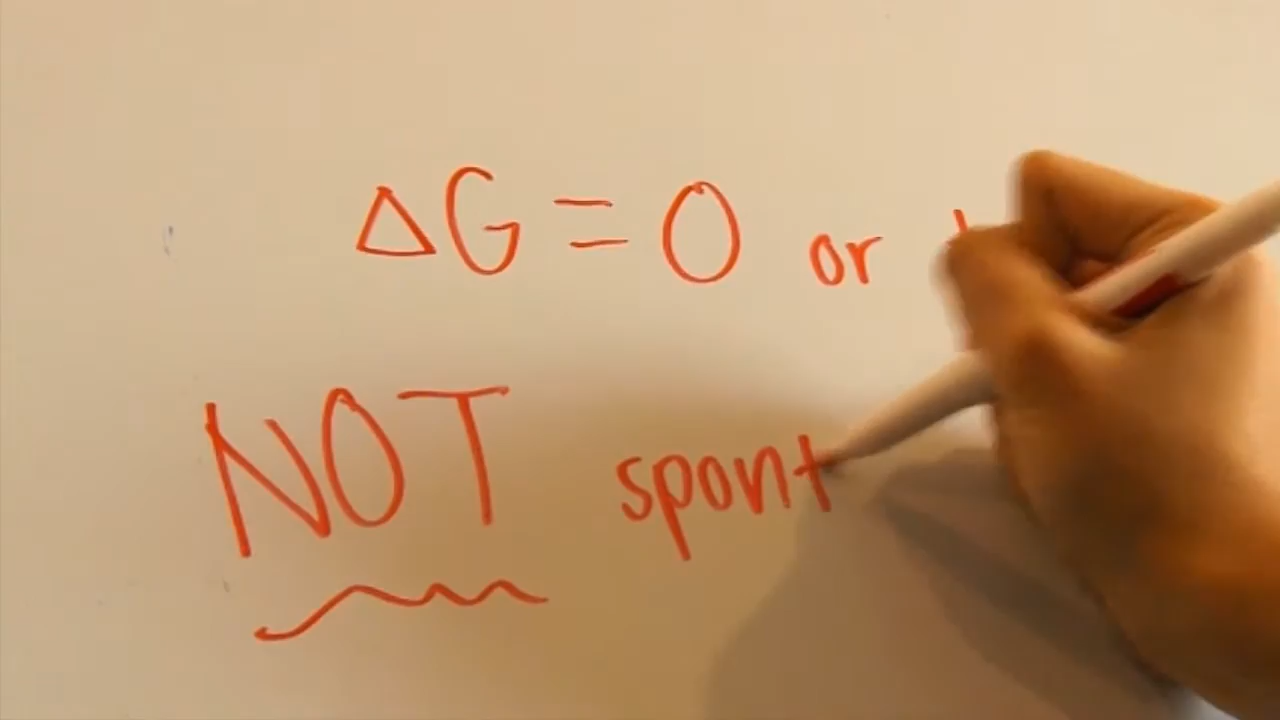 ΔG = 0 or
NOT spont